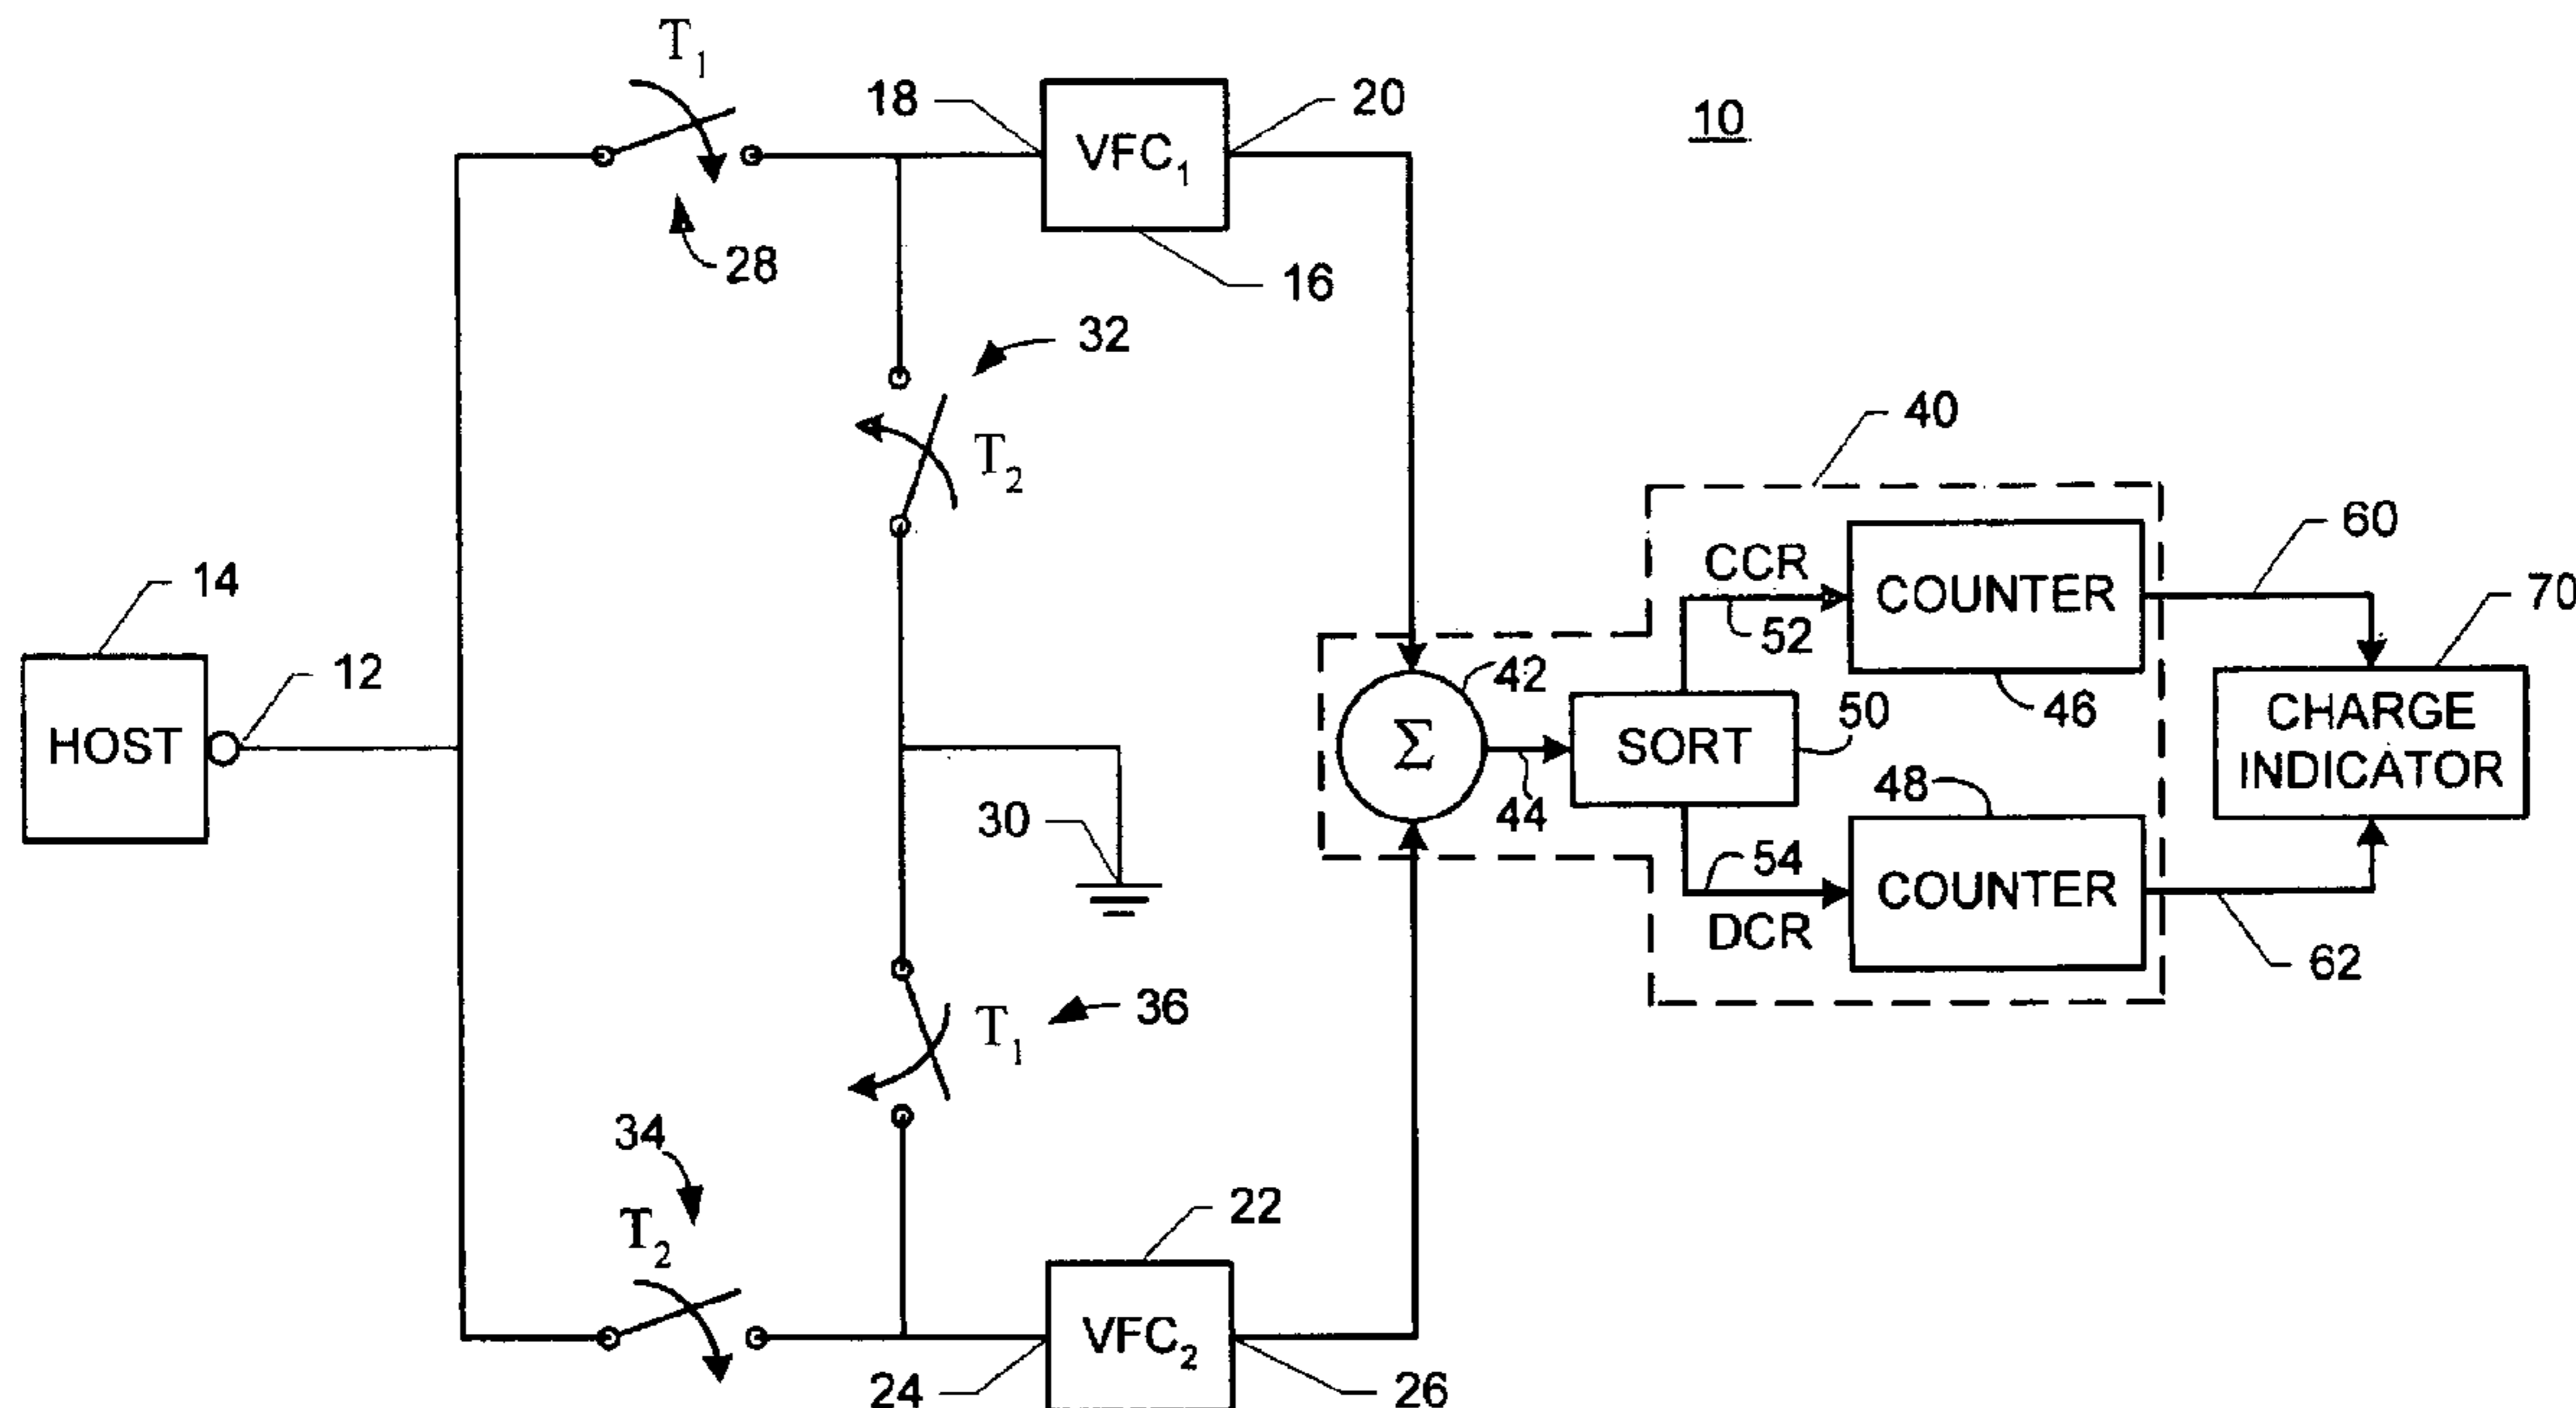 T₁
18
VFC₁
20
10
28
16
32
T₂
40
14
12
HOST
CCR
52
COUNTER
46
60
70
42
Σ
44
SORT
50
CHARGE
INDICATOR
30
48
54
DCR
COUNTER
62
T₁
36
34
T₂
22
VFC₂
24
26